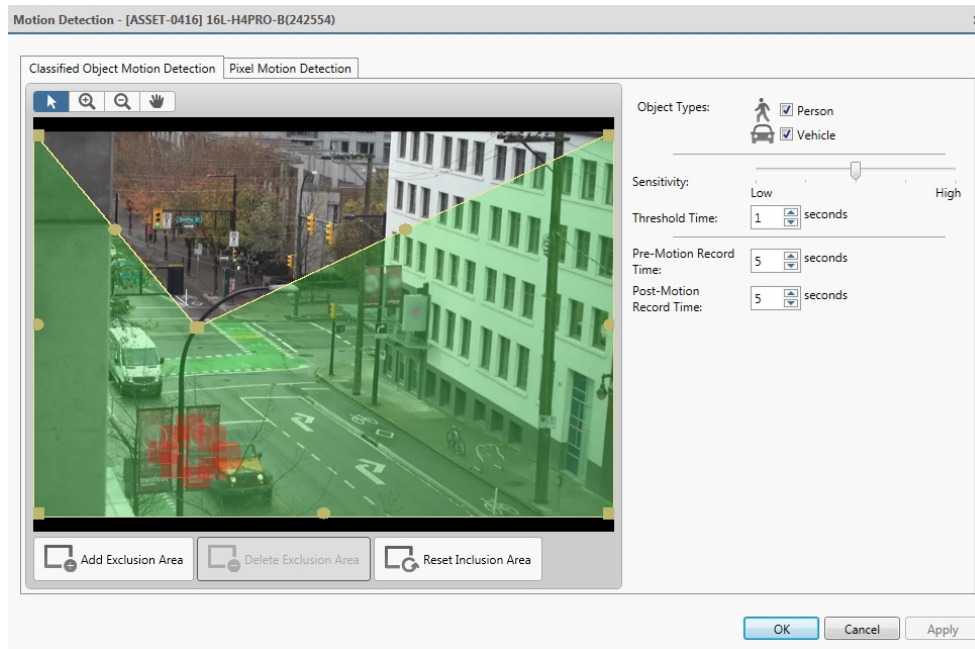 Motion Detection - [ASSET-0416] 16L-H4PRO-B(242554)
Classified Object Motion Detection
Pixel Motion Detection
Object Types:
Person
Vehicle
Sensitivity:
Low
High
Threshold Time:
1
seconds
Pre-Motion Record
Time:
5
seconds
Post-Motion
Record Time:
5
seconds
Add Exclusion Area
Delete Exclusion Area
Reset Inclusion Area
OK
Cancel
Apply